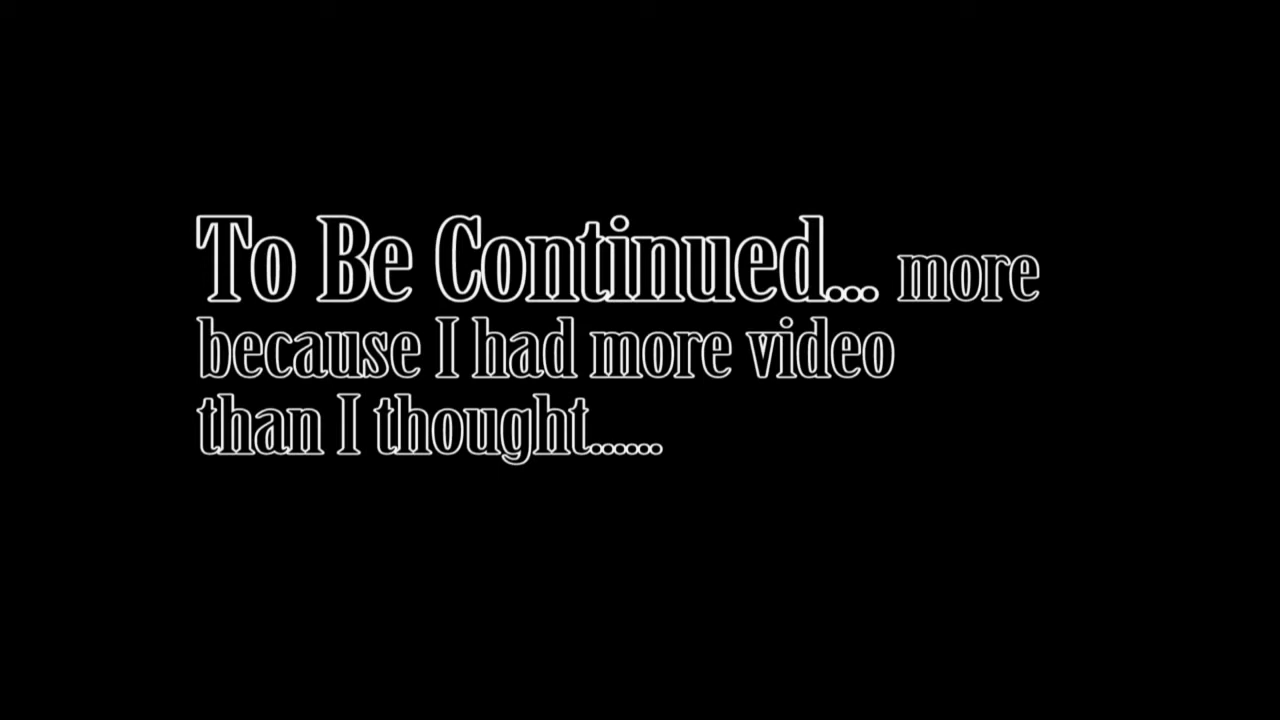 To Be Continued... more
because I had more video
than I thought.......